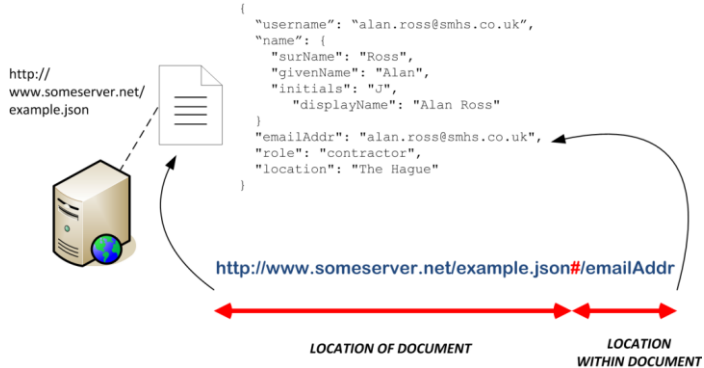 http://
www.someserver.net/
example.json
{
“username”: “alan.ross@smhs.co.uk”,
“name”: {
"surName": "Ross",
"givenName": "Alan",
"initials": "J",
"displayName": "Alan Ross"
}
"emailAddr": "alan.ross@smhs.co.uk",
"role": "contractor",
"location": "The Hague"
}
http://www.someserver.net/example.json#/emailAddr
LOCATION OF DOCUMENT
LOCATION
WITHIN DOCUMENT